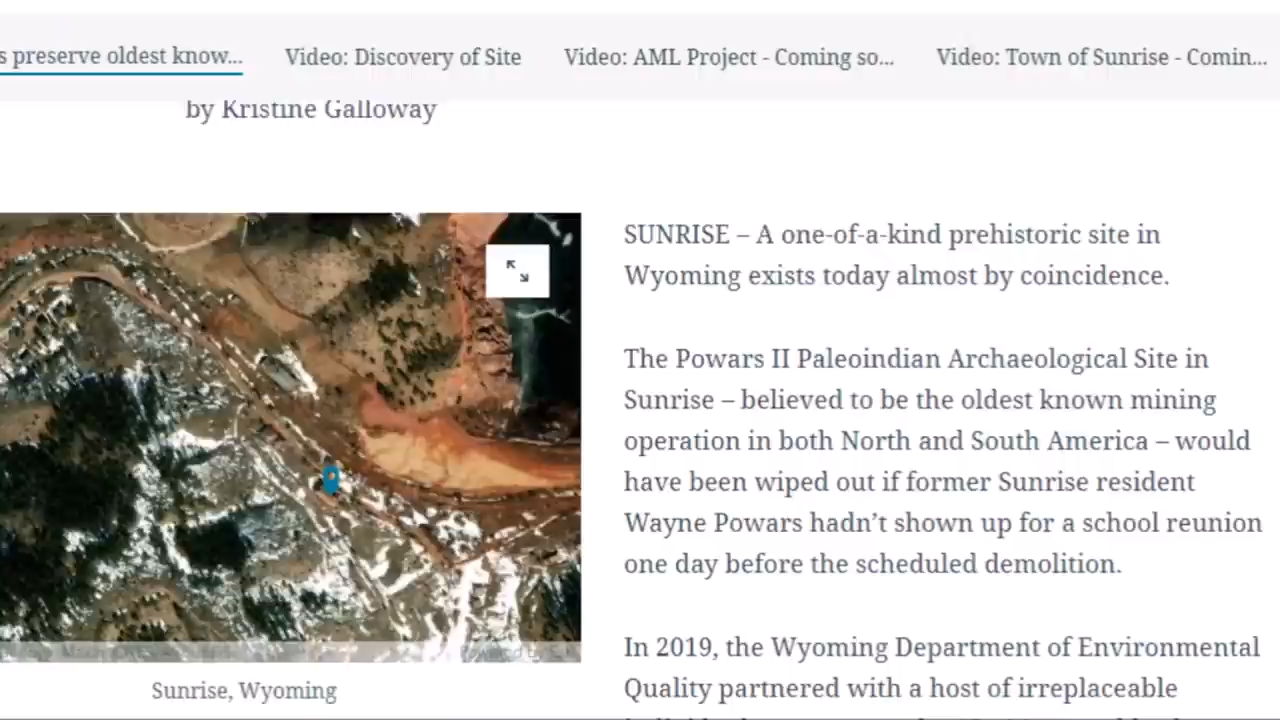 s preserve oldest know...
Video: Discovery of Site
Video: AML Project - Coming so...
Video: Town of Sunrise - Comin...
by Kristine Galloway
SUNRISE – A one-of-a-kind prehistoric site in
Wyoming exists today almost by coincidence.
The Powars II Paleoindian Archaeological Site in
Sunrise – believed to be the oldest known mining
operation in both North and South America – would
have been wiped out if former Sunrise resident
Wayne Powars hadn’t shown up for a school reunion
one day before the scheduled demolition.
In 2019, the Wyoming Department of Environmental
Quality partnered with a host of irreplaceable
Sunrise, Wyoming